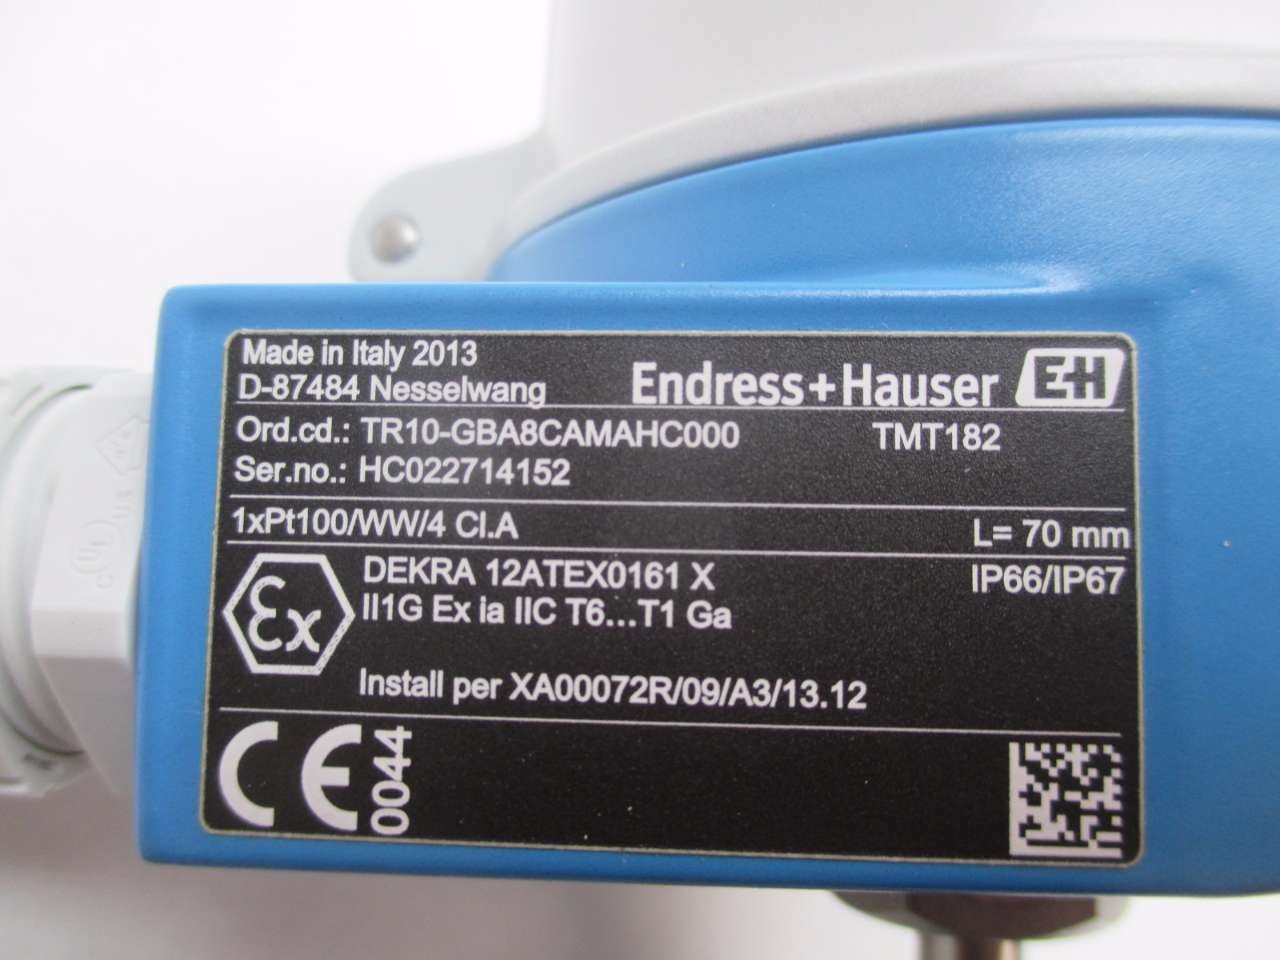 Made in Italy 2013
D-87484 Nesselwang
Endress+Hauser EH
Ord.cd.: TR10-GBA8CAMAHC000 TMT182
Ser.no.: HC022714152
1xPt100/WW/4 Cl.A L= 70 mm
DEKRA 12ATEX0161 X IP66/IP67
II1G Ex ia IIC T6...T1 Ga
Ex
Install per XA00072R/09/A3/13.12
CE 0044